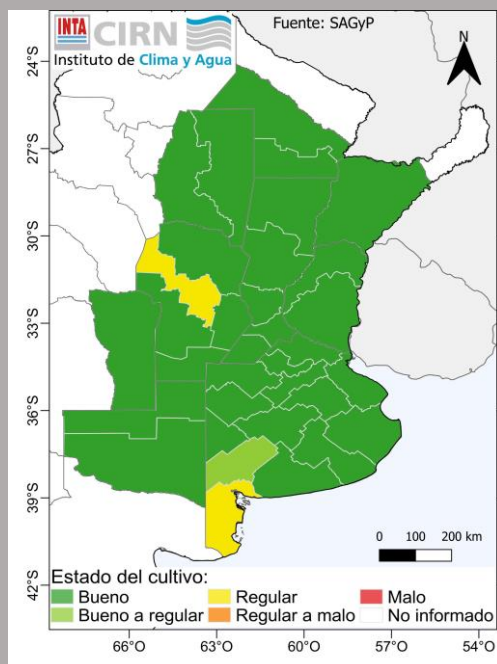 INTA CIRN
Instituto de Clima y Agua
Fuente: SAGyP
N
24°S
27°S
30°S
33°S
36°S
39°S
42°S
0 100 200 km
Estado del cultivo:
Bueno Regular Malo
Bueno a regular Regular a malo No informado
66°O 63°O 60°O 57°O 54°O